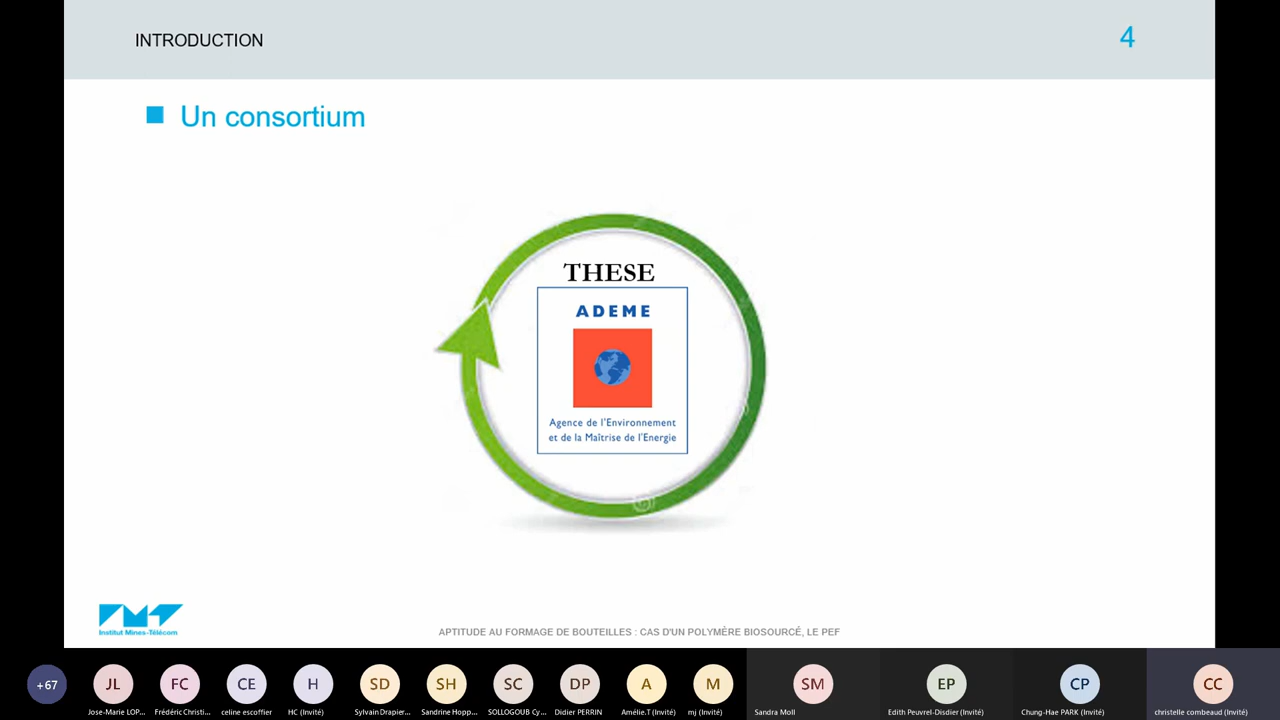 INTRODUCTION
4
Un consortium
THESE
ADEME
Agence de l'Environnement
et de la Maîtrise de l'Energie
Institut Mines-Télécom
APTITUDE AU FORMAGE DE BOUTEILLES : CAS D'UN POLYMÈRE BIOSOURCÉ, LE PEF
+67 JL FC CE H SD SH SC DP A M SM EP CP CC
Jose-Marie LOP... Frédéric Christi... celine escoffier HC (Invité) Sylvain Drapier... Sandrine Hopp... SOLLOGOUB Cy... Didier PERRIN Amélie.T (Invité) mj (Invité) Sandra Moll Edith Peuvrel-Disdier (Invité) Chung-Hae PARK (Invité) christelle combeaud (Invité)